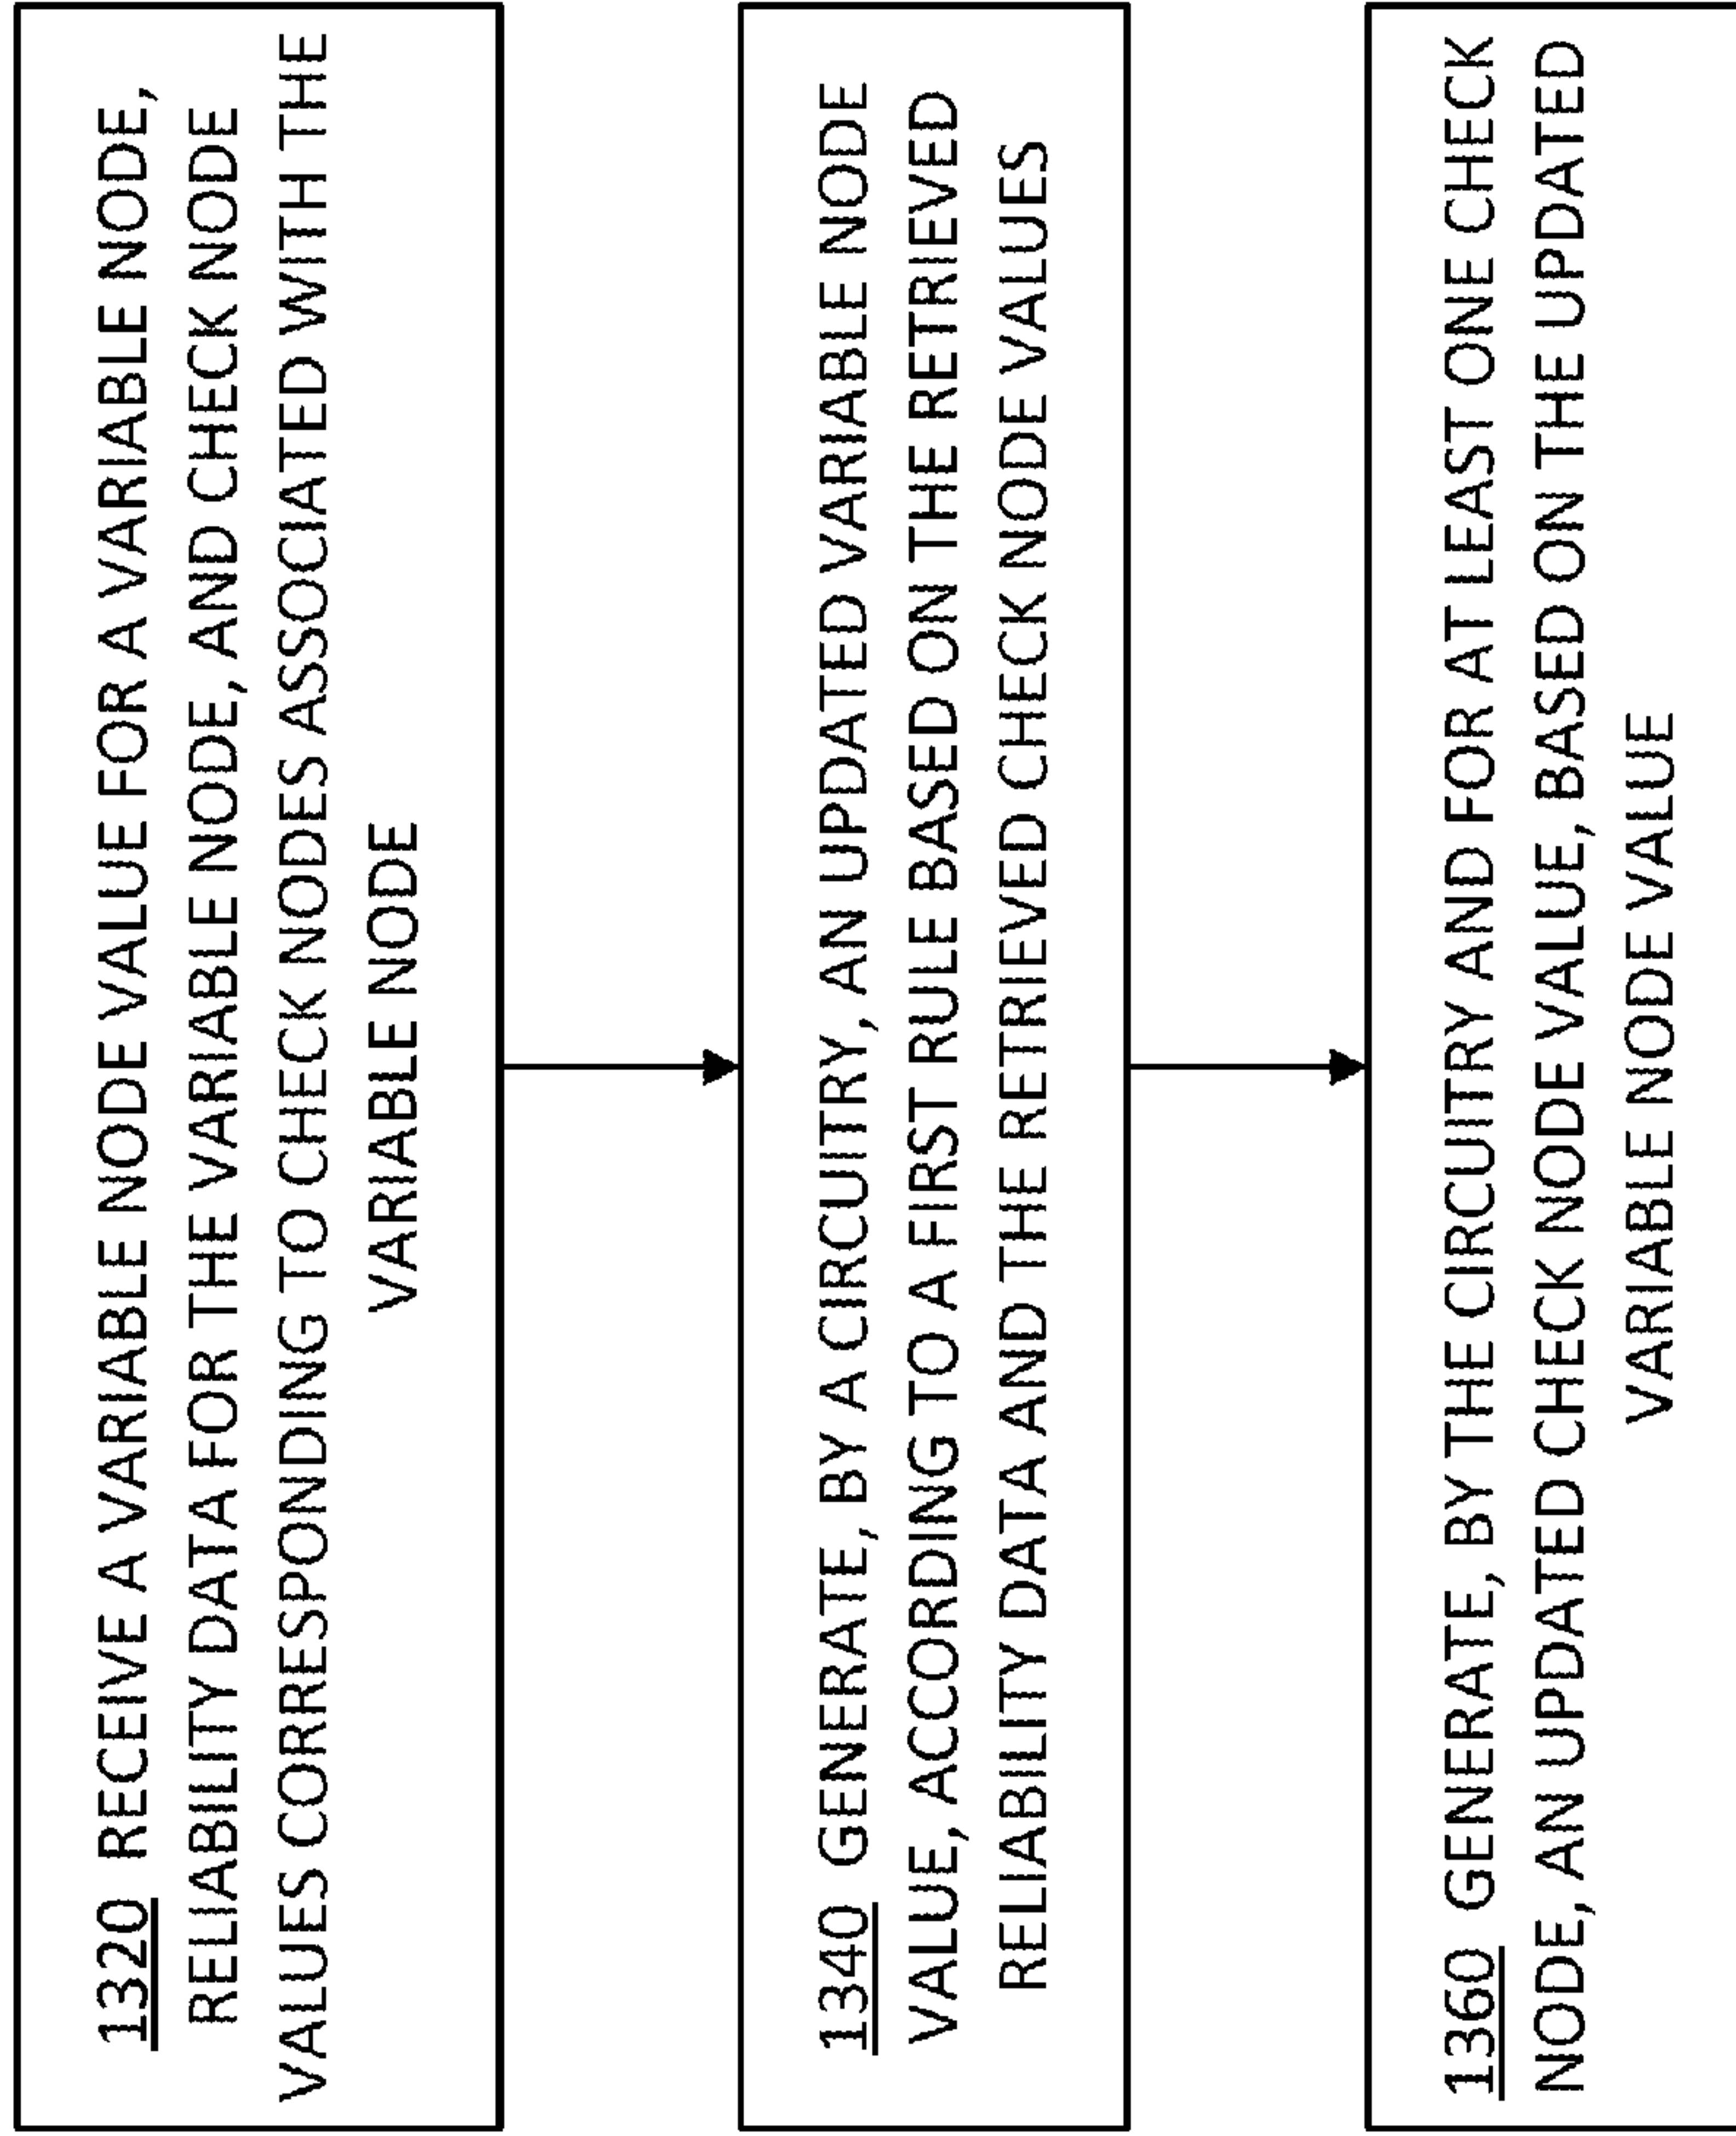 1320 RECEIVE A VARIABLE NODE VALUE FOR A VARIABLE NODE,
RELIABILITY DATA FOR THE VARIABLE NODE, AND CHECK NODE
VALUES CORRESPONDING TO CHECK NODES ASSOCIATED WITH THE
VARIABLE NODE
1340 GENERATE, BY A CIRCUITRY, AN UPDATED VARIABLE NODE
VALUE, ACCORDING TO A FIRST RULE BASED ON THE RETRIEVED
RELIABILITY DATA AND THE RETRIEVED CHECK NODE VALUES
1360 GENERATE, BY THE CIRCUITRY AND FOR AT LEAST ONE CHECK
NODE, AN UPDATED CHECK NODE VALUE, BASED ON THE UPDATED
VARIABLE NODE VALUE